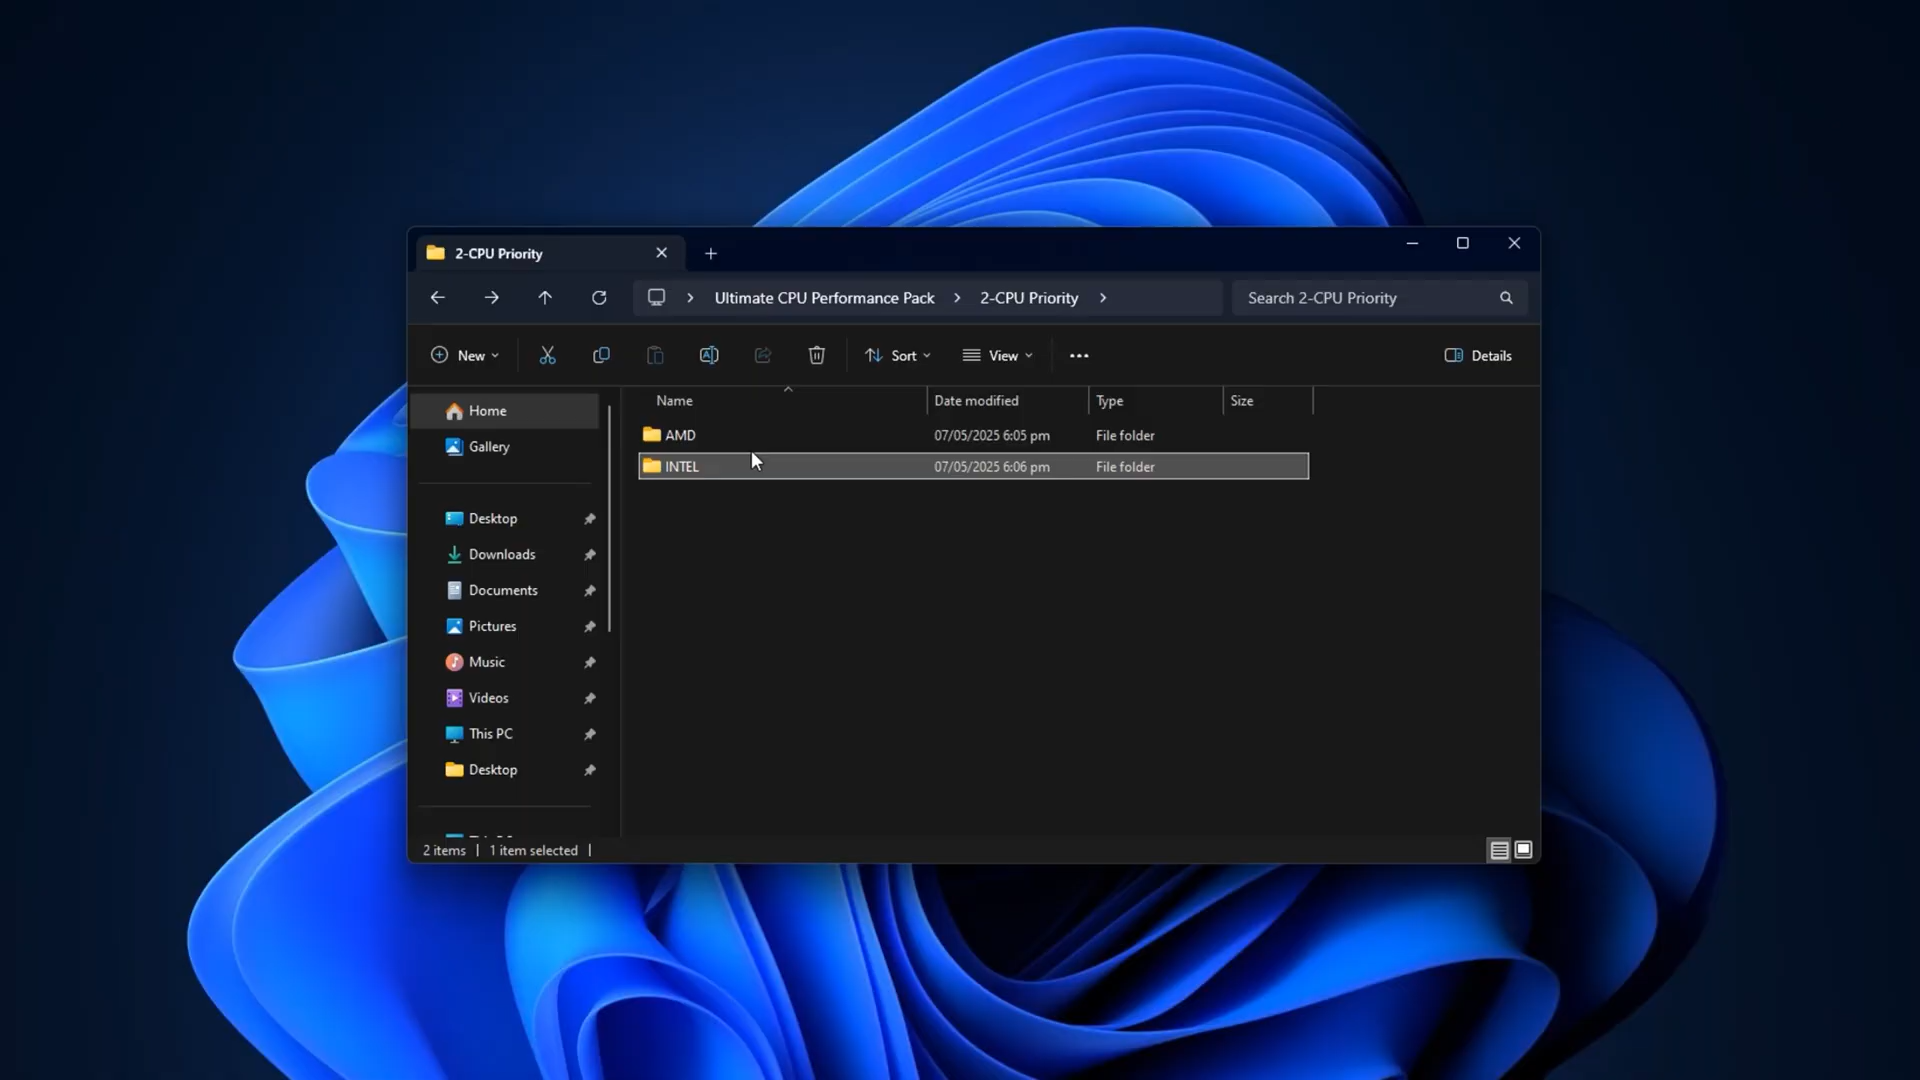 2-CPU Priority
Ultimate CPU Performance Pack
2-CPU Priority
Search 2-CPU Priority
New
Sort
View
Details
Name
Date modified
Type
Size
AMD
07/05/2025 6:05 pm
File folder
INTEL
07/05/2025 6:06 pm
File folder
Home
Gallery
Desktop
Downloads
Documents
Pictures
Music
Videos
This PC
Desktop
2 items
1 item selected